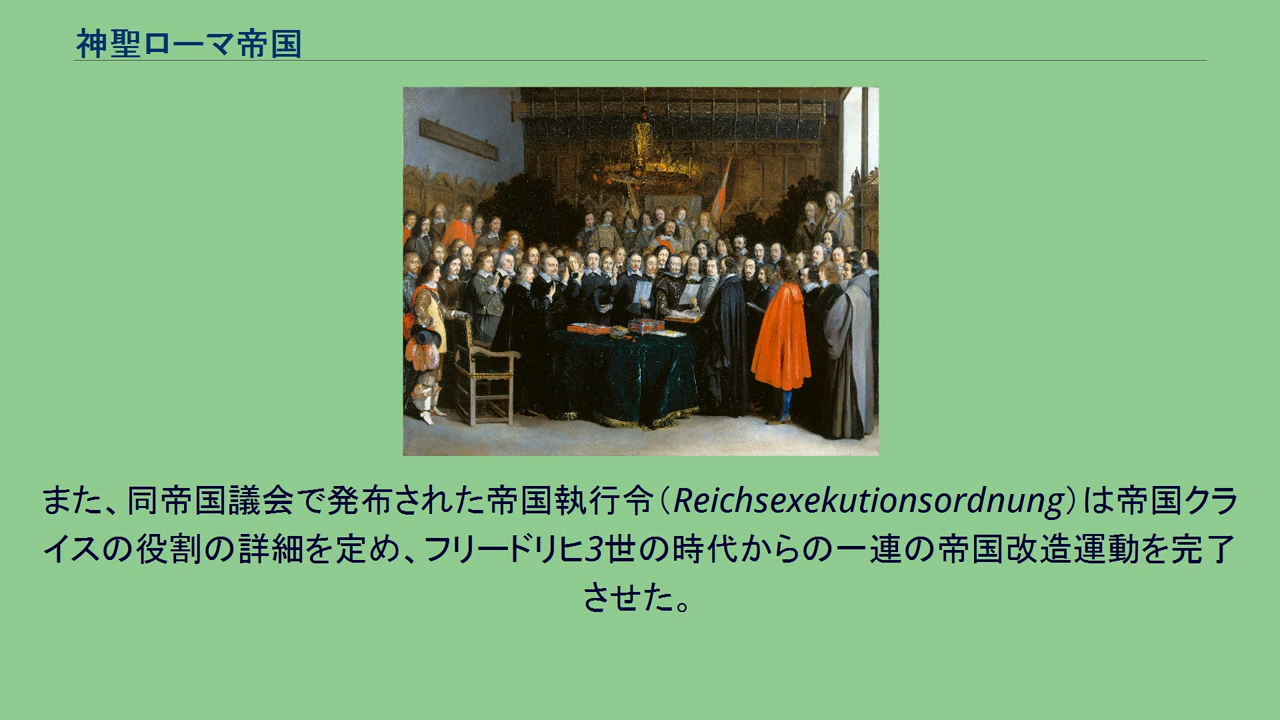 神聖ローマ帝国
また、同帝国議会で発布された帝国執行令（Reichsexekutionsordnung）は帝国クラ
イスの役割の詳細を定め、フリードリヒ3世の時代からの一連の帝国改造運動を完了
させた。